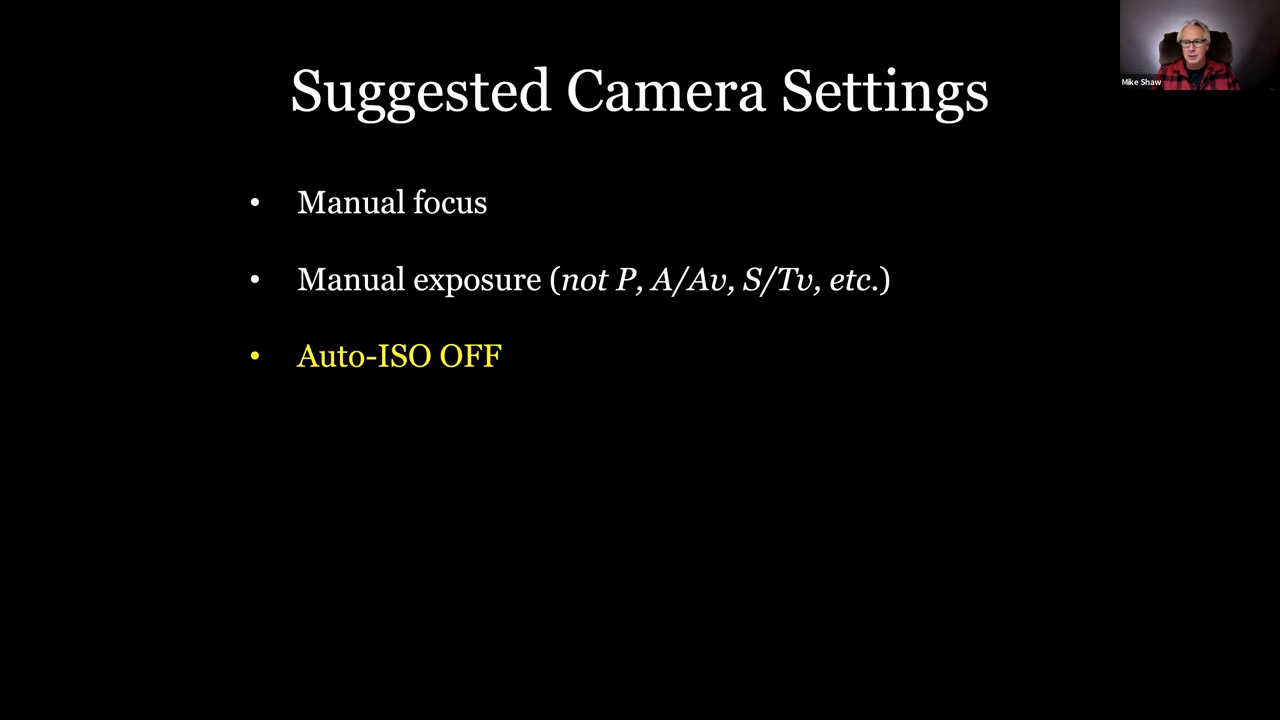 Mike Shaw
Suggested Camera Settings
• Manual focus
• Manual exposure (not P, A/Av, S/Tv, etc.)
• Auto-ISO OFF